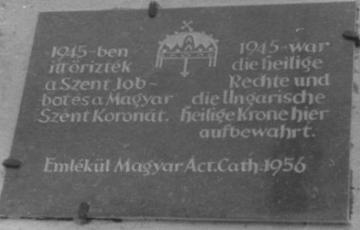 1945-ben
itt őrizték
a Szent Job-
bot és a Magyar
Szent Koronát.
1945-war
die heilige
Rechte und
die Ungarische
heilige Krone hier
aufbewahrt.
Emlékül Magyar Act. Cath. 1956